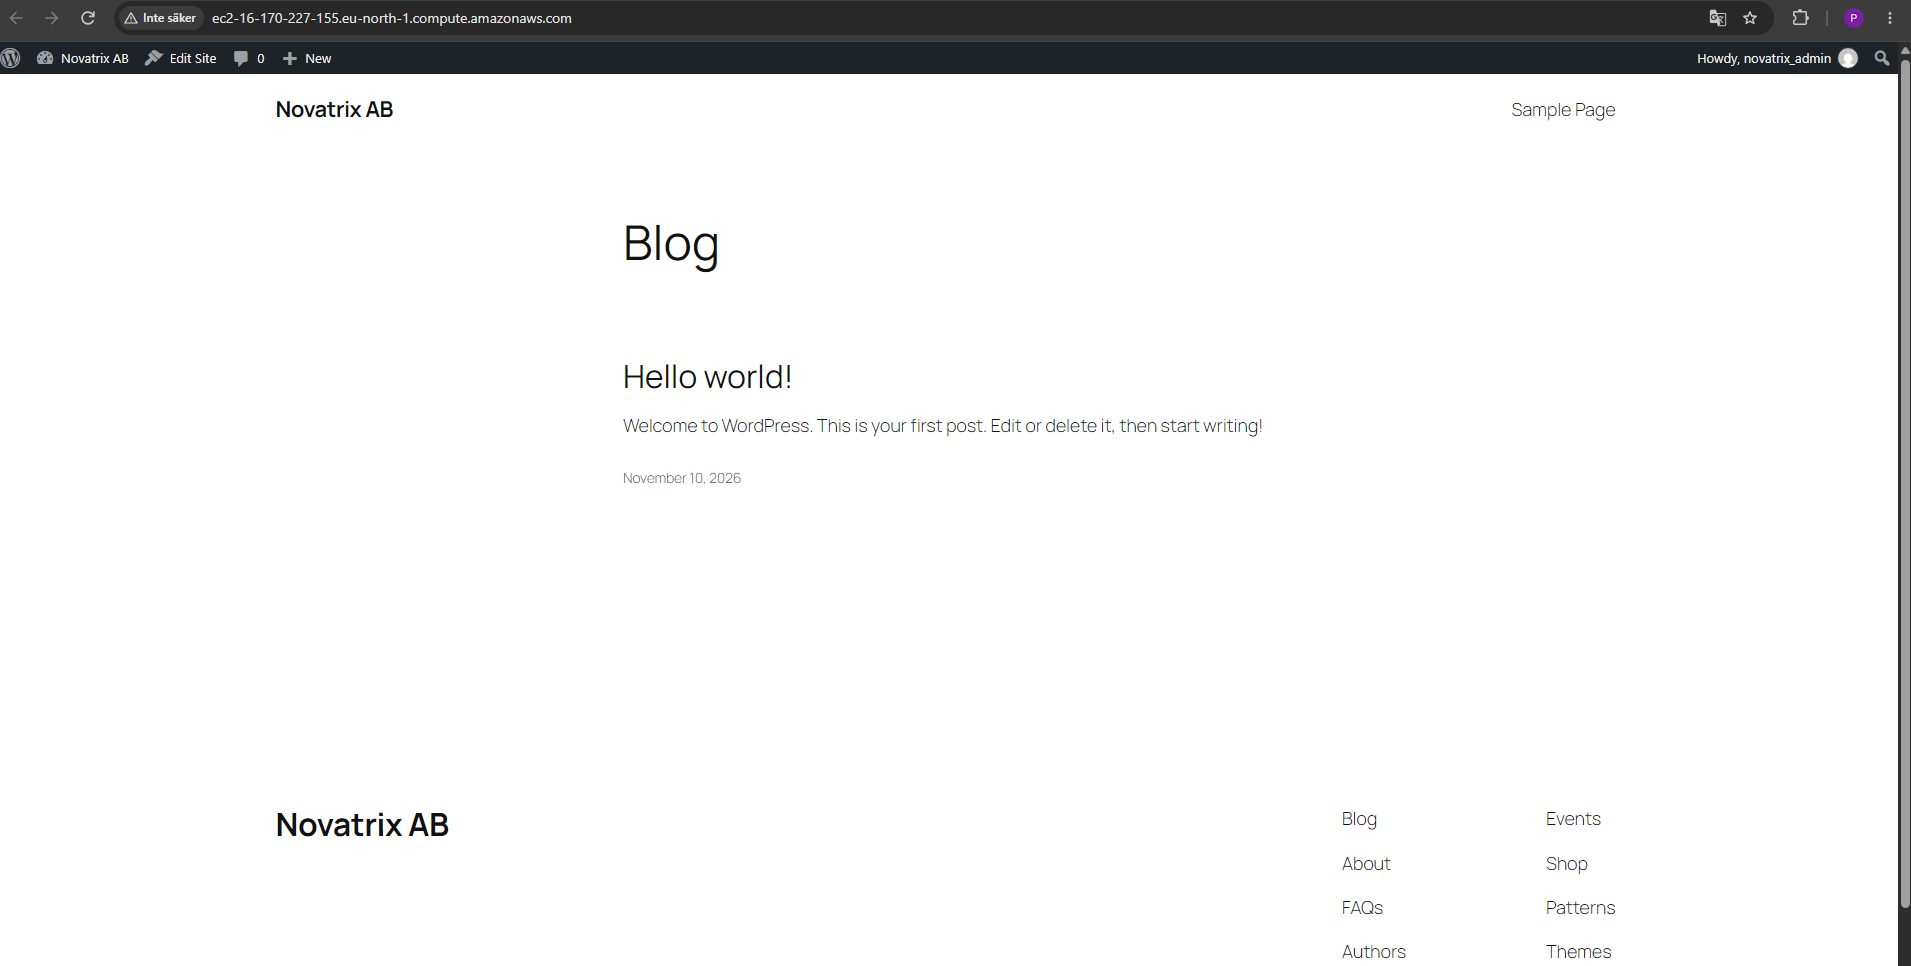 Inte säker ec2-16-170-227-155.eu-north-1.compute.amazonaws.com P
Novatrix AB Edit Site 0 New Howdy, novatrix_admin
Novatrix AB Sample Page
Blog
Hello world!
Welcome to WordPress. This is your first post. Edit or delete it, then start writing!
November 10, 2026
Novatrix AB
Blog Events
About Shop
FAQs Patterns
Authors Themes